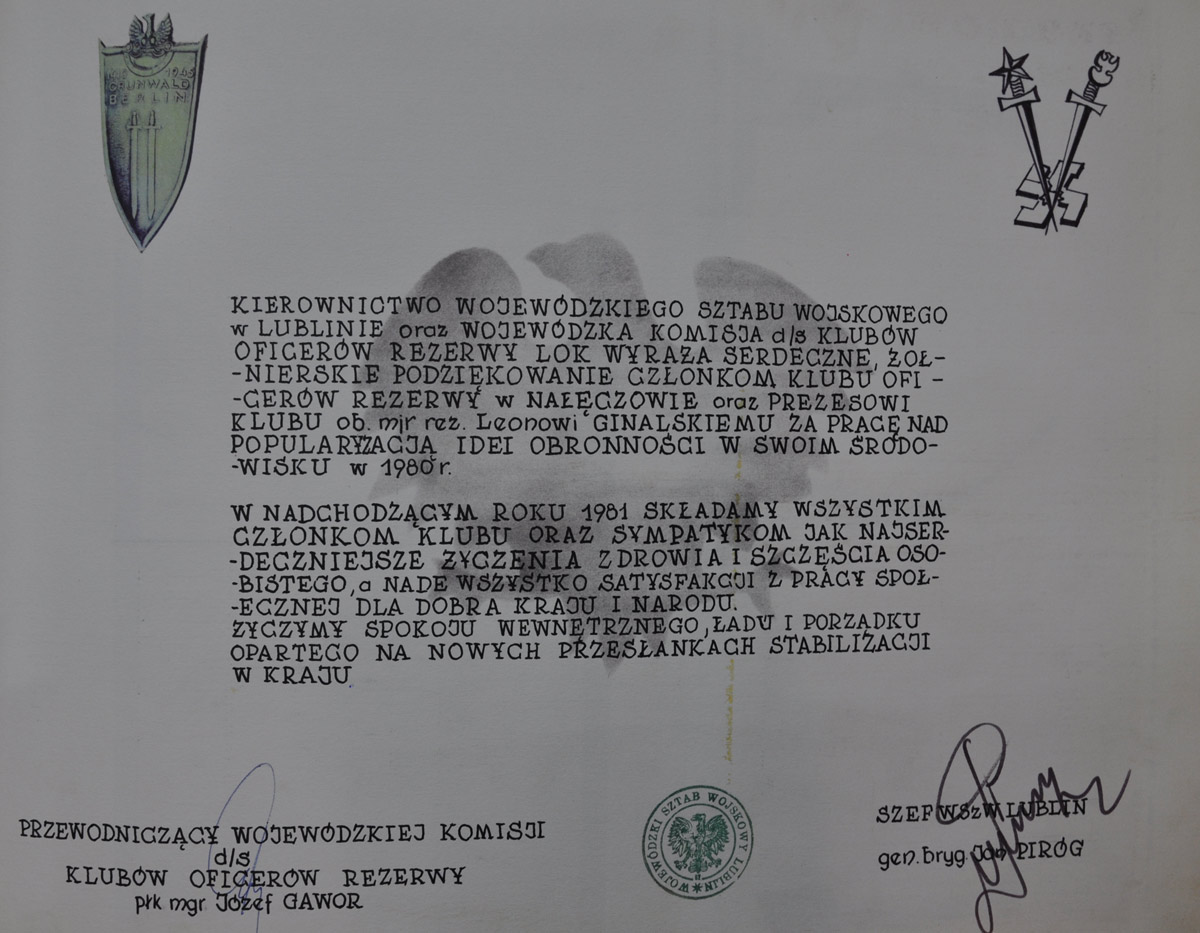 1945
GRUNWALD
BERLIN
KIEROWNICTWO WOJEWÓDZKIEGO SZTABU WOJSKOWEGO
w LUBLINIE oraz WOJEWÓDZKA KOMISJA d/s KLUBÓW
OFICERÓW REZERWY LOK WYRAŻA SERDECZNE, ŻOŁ-
-NIERSKIE PODZIĘKOWANIE CZŁONKOM KLUBU OFI-
-CERÓW REZERWY w NAŁĘCZOWIE oraz PREZESOWI
KLUBU ob. mjr rez. Leonowi GINALSKIEMU ZA PRACĘ NAD
POPULARYZACJĄ IDEI OBRONNOŚCI W SWOIM ŚRODO-
-WISKU w 1980 r.
W NADCHODZĄCYM ROKU 1981 SKŁADAMY WSZYSTKIM
CZŁONKOM KLUBU ORAZ SYMPATYKOM JAK NAJSER-
-DECZNIEJSZE ŻYCZENIA ZDROWIA I SZCZĘŚCIA OSO-
-BISTEGO, a NADE WSZYSTKO SATYSFAKCJI Z PRACY SPOŁ-
-ECZNEJ DLA DOBRA KRAJU I NARODU.
ŻYCZYMY SPOKOJU WEWNĘTRZNEGO, ŁADU I PORZĄDKU
OPARTEGO NA NOWYCH PRZESŁANKACH STABILIZACJI
W KRAJU
PRZEWODNICZĄCY WOJEWÓDZKIEJ KOMISJI
d/s
KLUBÓW OFICERÓW REZERWY
płk mgr Józef GAWOR
WOJEWÓDZKI SZTAB WOJSKOWY LUBLIN
SZEF WSzW LUBLIN
gen. bryg. Jan PIRÓG